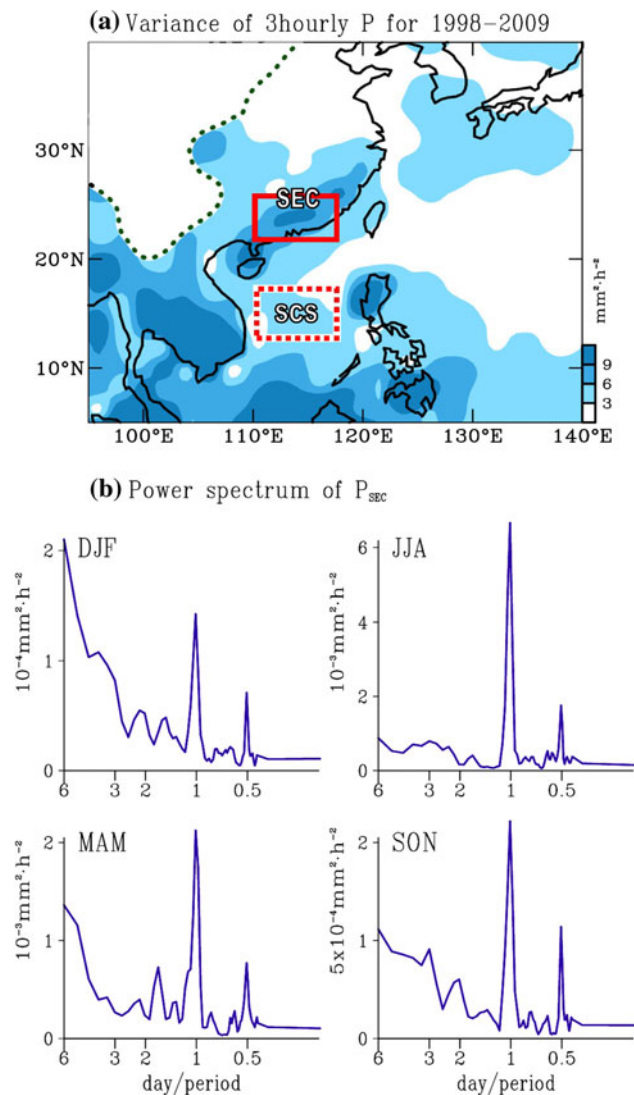 (a) Variance of 3hourly P for 1998-2009
30°N
20°N
10°N
SEC
SCS
mm²·h⁻²
9
6
3
100°E 110°E 120°E 130°E 140°E
(b) Power spectrum of P_SEC
DJF
10⁻⁴mm²·h⁻²
2
1
0
6 3 2 1 0.5
JJA
10⁻³mm²·h⁻²
6
4
2
0
6 3 2 1 0.5
MAM
10⁻³mm²·h⁻²
2
1
0
6 3 2 1 0.5
day/period
SON
5x10⁻⁴mm²·h⁻²
2
1
0
6 3 2 1 0.5
day/period